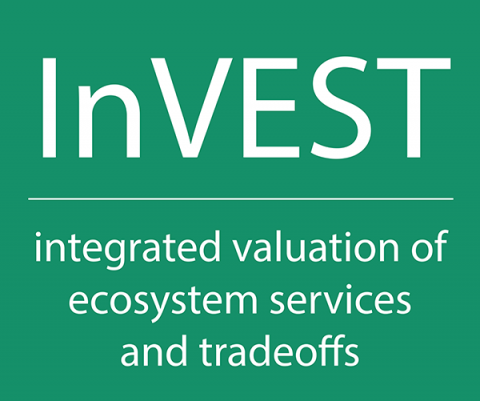 InVEST
integrated valuation of
ecosystem services
and tradeoffs